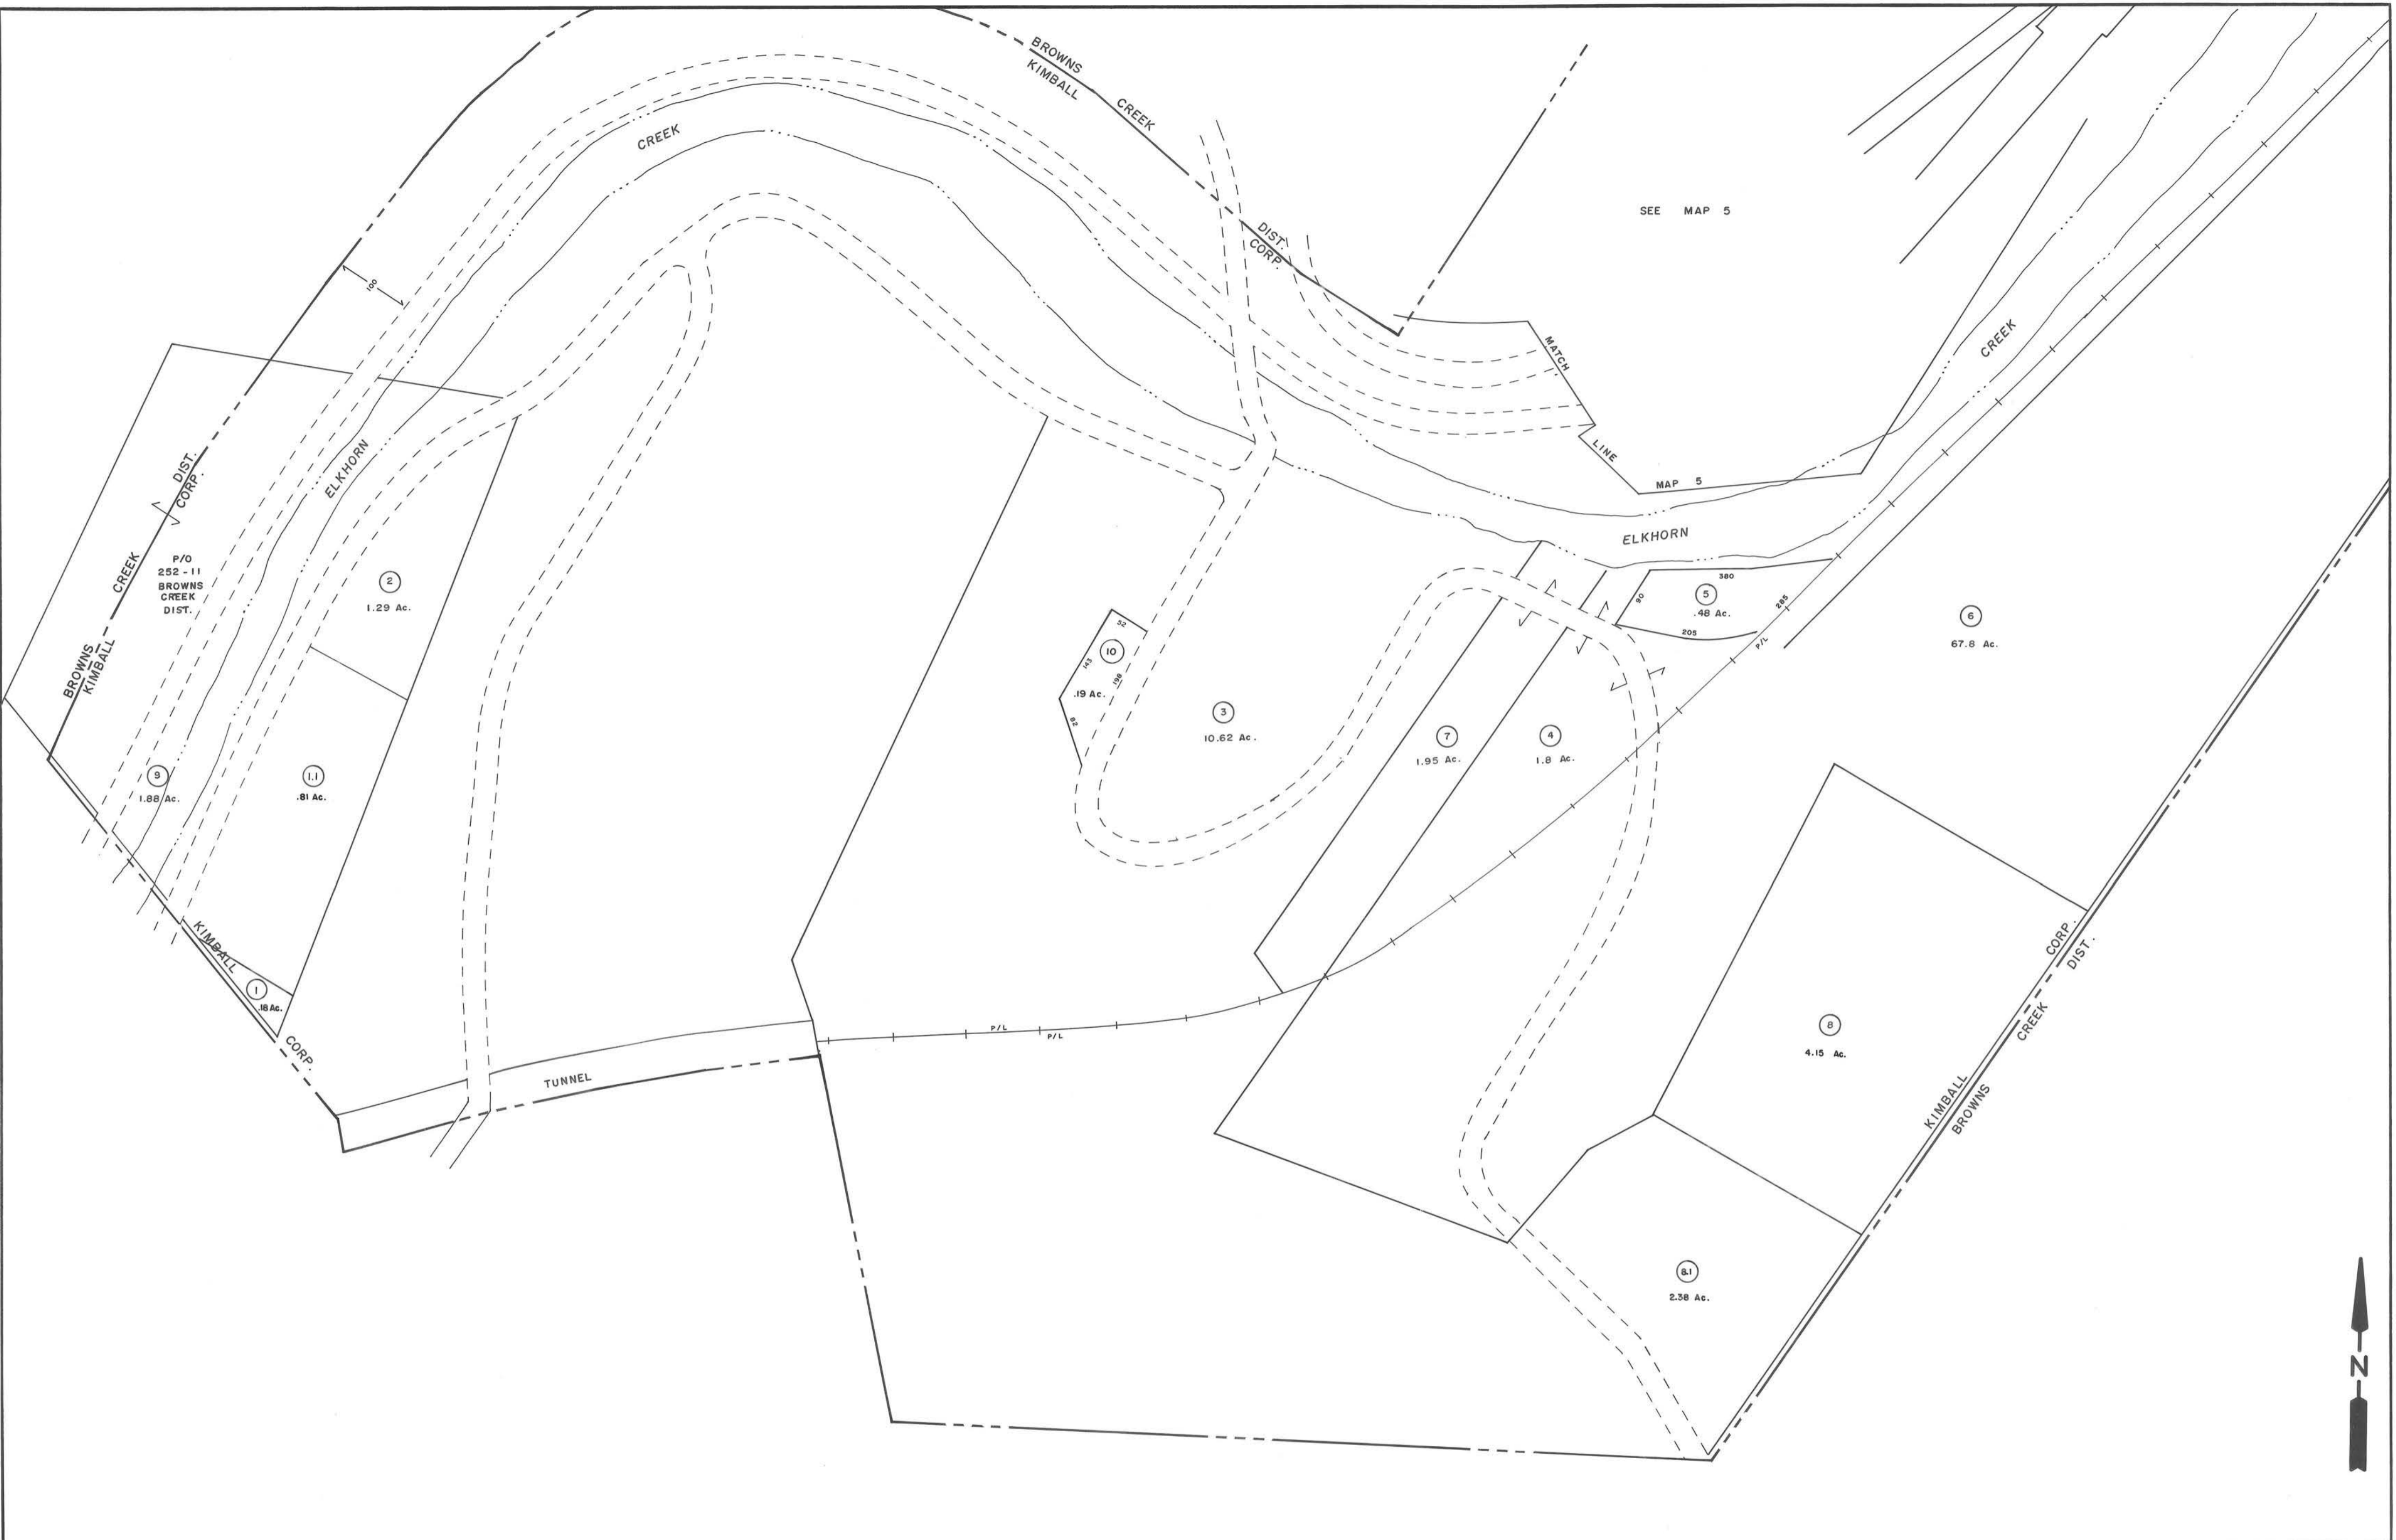 BROWNS CREEK DIST.
KIMBALL CORP.
SEE MAP 5
CREEK
100
MATCH
LINE
MAP 5
CREEK
ELKHORN
ELKHORN
BROWNS CREEK DIST.
KIMBALL CORP.
P/O
252-11
BROWNS
CREEK
DIST.
2
1.29 Ac.
380
5
.48 Ac.
90
205
285
P/L
6
67.8 Ac.
52
10
143
.19 Ac.
198
82
3
10.62 Ac.
7
1.95 Ac.
4
1.8 Ac.
9
1.88 Ac.
1.1
.81 Ac.
KIMBALL CORP.
1
.18 Ac.
TUNNEL
P/L
P/L
8
4.15 Ac.
KIMBALL CORP.
BROWNS CREEK DIST.
8.1
2.38 Ac.
N